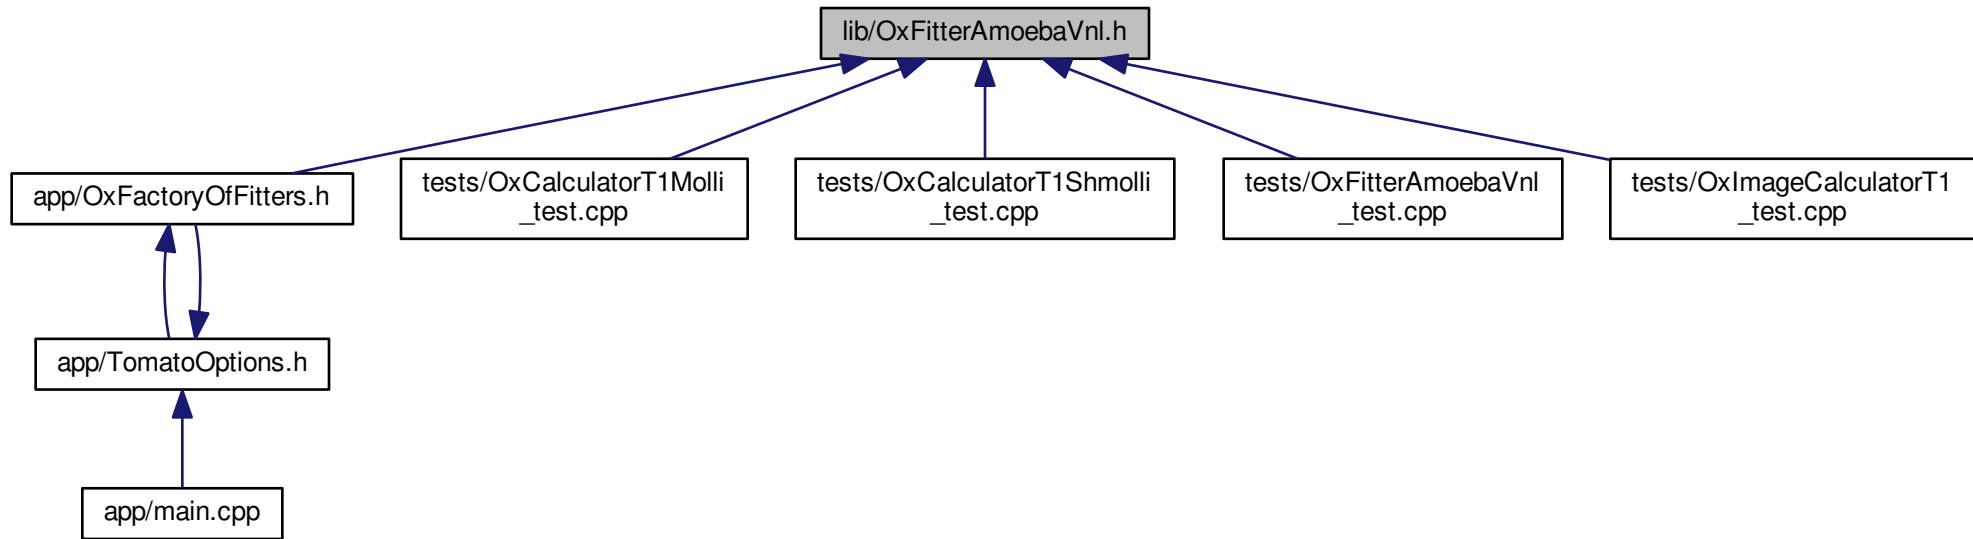 lib/OxFitterAmoebaVnl.h
app/OxFactoryOfFitters.h
tests/OxCalculatorT1Molli
_test.cpp
tests/OxCalculatorT1Shmolli
_test.cpp
tests/OxFitterAmoebaVnl
_test.cpp
tests/OxImageCalculatorT1
_test.cpp
app/TomatoOptions.h
app/main.cpp